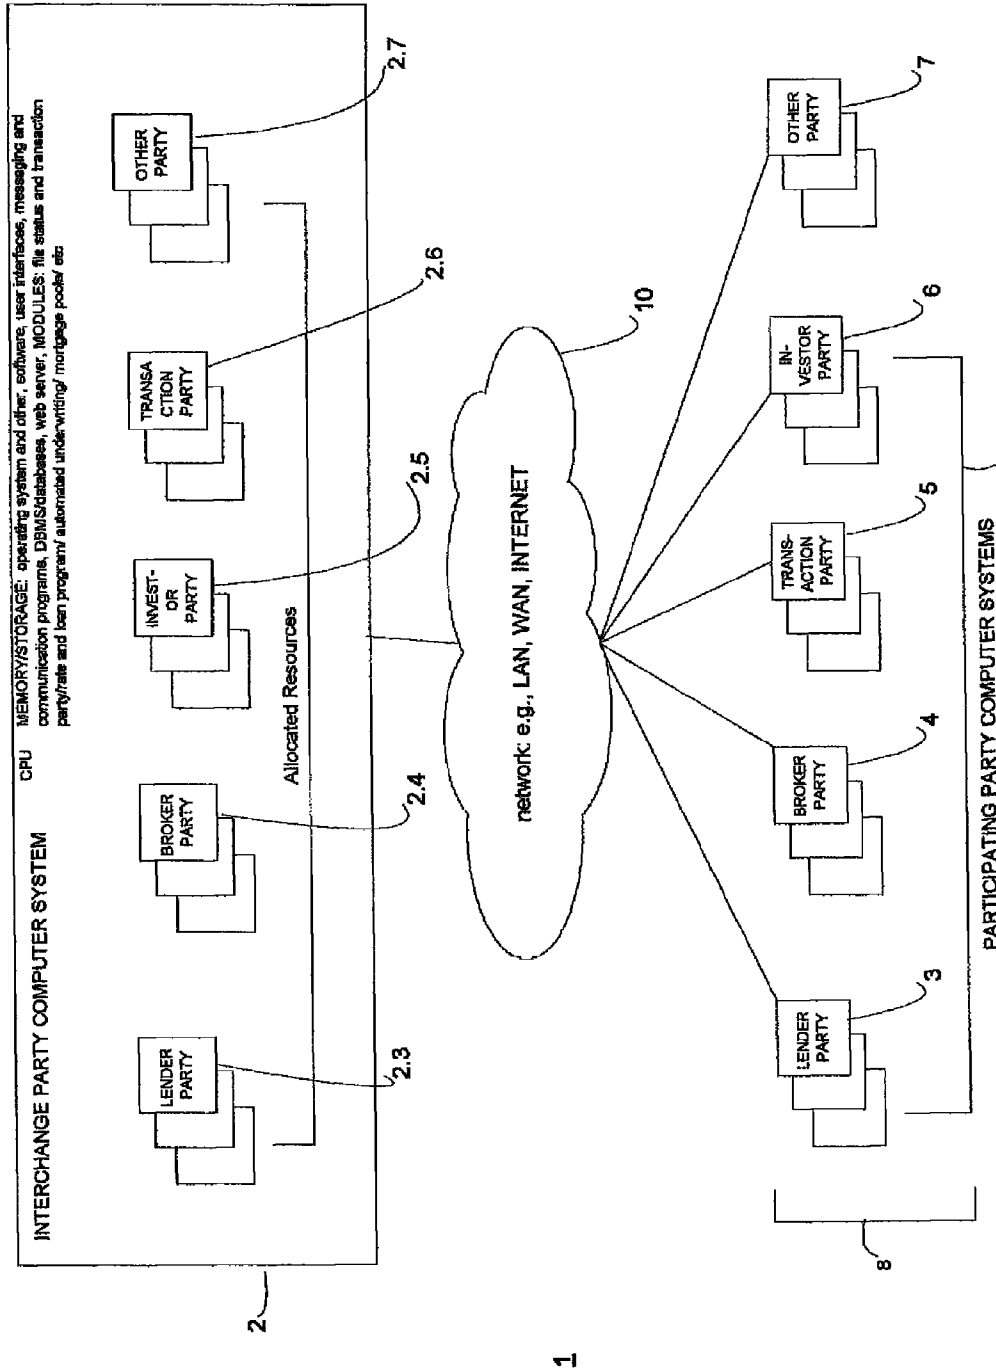 INTERCHANGE PARTY COMPUTER SYSTEM
CPU
MEMORY/STORAGE: operating system and other, software, user interfaces, messaging and
communication programs, DBMS/databases, web server, MODULES: file status and transaction
party/rate and loan program/ automated underwriting/ mortgage pools/ etc
LENDER
PARTY
BROKER
PARTY
INVEST-
OR
PARTY
TRANSA
CTION
PARTY
OTHER
PARTY
2.3
2.4
2.5
2.6
2.7
Allocated Resources
2
network: e.g., LAN, WAN, INTERNET
10
1
LENDER
PARTY
BROKER
PARTY
TRANS-
ACTION
PARTY
IN-
VESTOR
PARTY
OTHER
PARTY
3
4
5
6
7
8
PARTICIPATING PARTY COMPUTER SYSTEMS